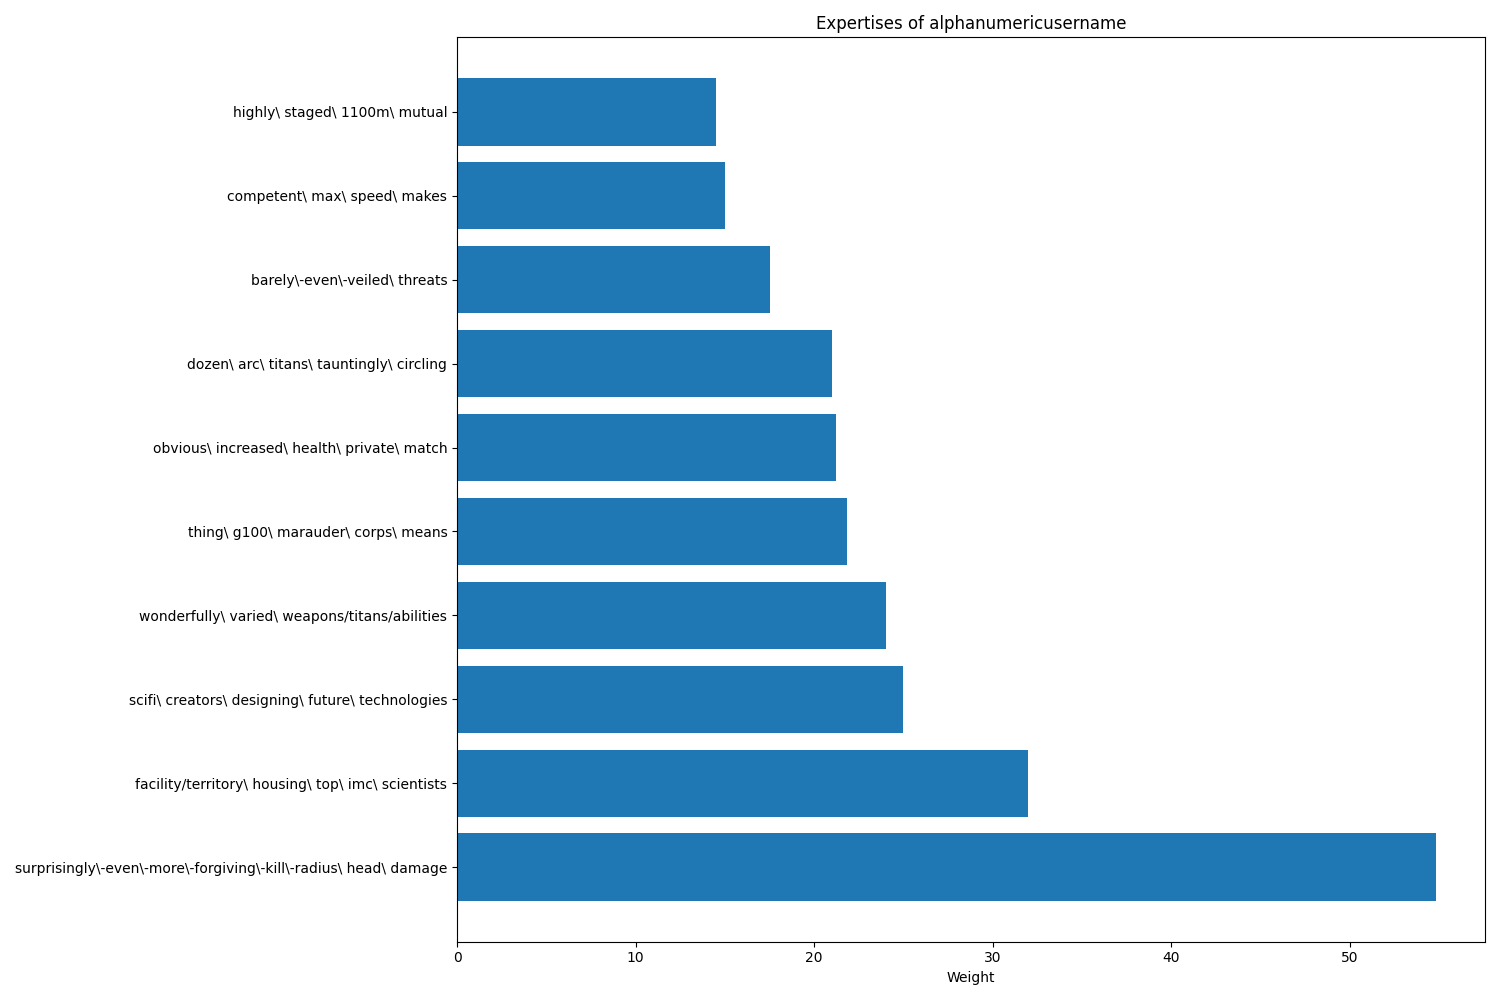 Expertises of alphanumericusername
highly\ staged\ 1100m\ mutual
competent\ max\ speed\ makes
barely\-even\-veiled\ threats
dozen\ arc\ titans\ tauntingly\ circling
obvious\ increased\ health\ private\ match
thing\ g100\ marauder\ corps\ means
wonderfully\ varied\ weapons/titans/abilities
scifi\ creators\ designing\ future\ technologies
facility/territory\ housing\ top\ imc\ scientists
surprisingly\-even\-more\-forgiving\-kill\-radius\ head\ damage
0 10 20 30 40 50
Weight